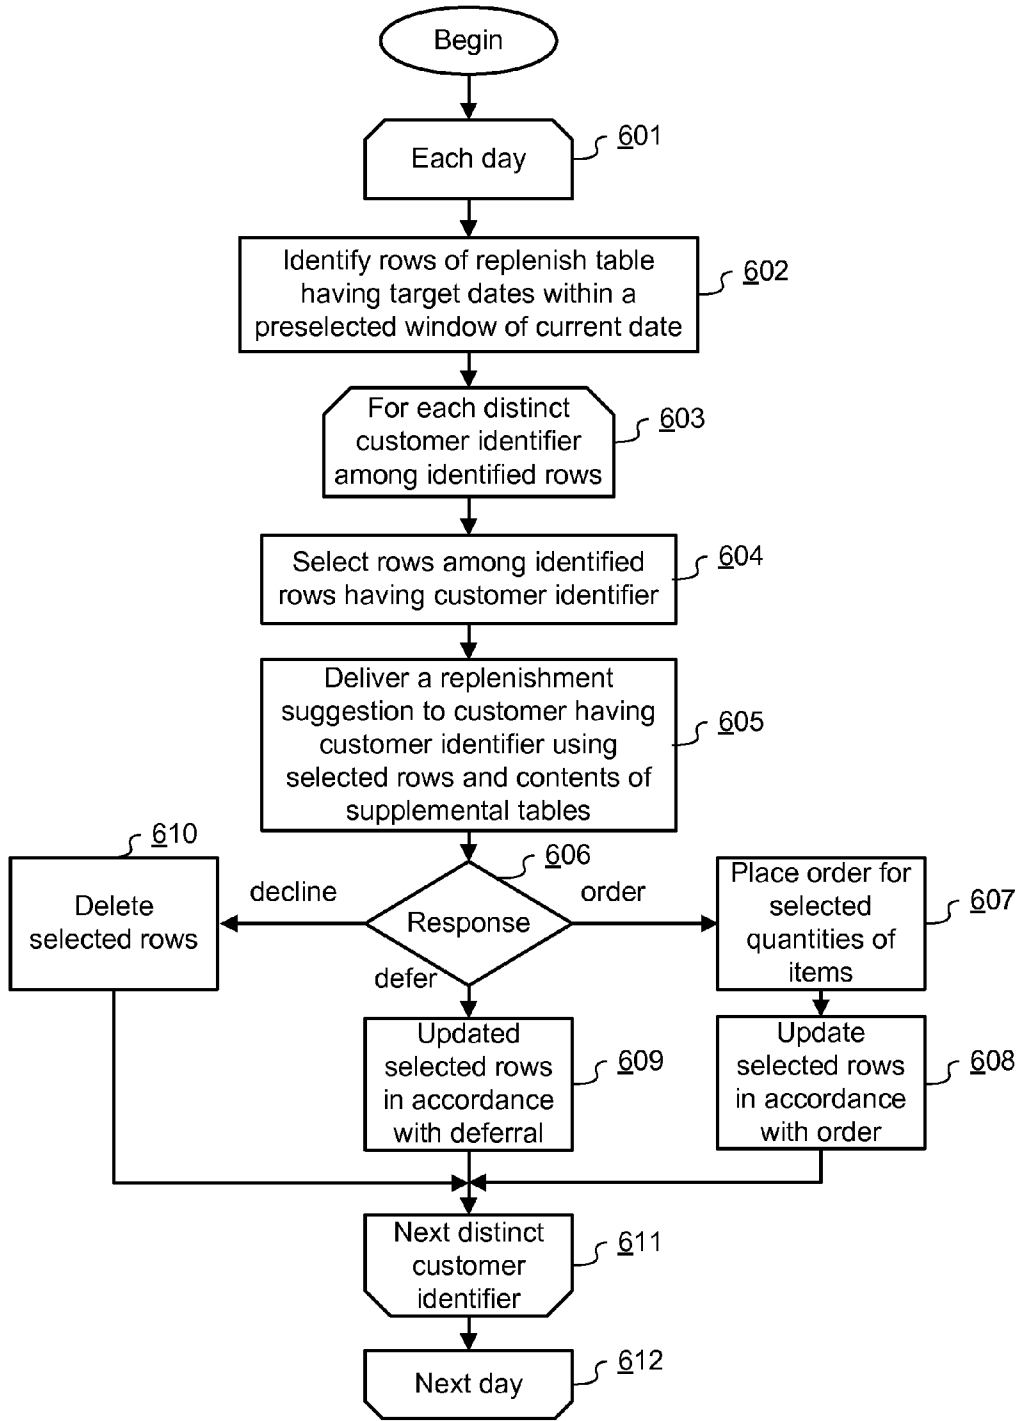 Begin
Each day
601
Identify rows of replenish table
having target dates within a
preselected window of current date
602
For each distinct
customer identifier
among identified rows
603
Select rows among identified
rows having customer identifier
604
Deliver a replenishment
suggestion to customer having
customer identifier using
selected rows and contents of
supplemental tables
605
610
Delete
selected rows
decline
606
Response
order
defer
Place order for
selected
quantities of
items
607
Updated
selected rows
in accordance
with deferral
609
Update
selected rows
in accordance
with order
608
Next distinct
customer
identifier
611
Next day
612